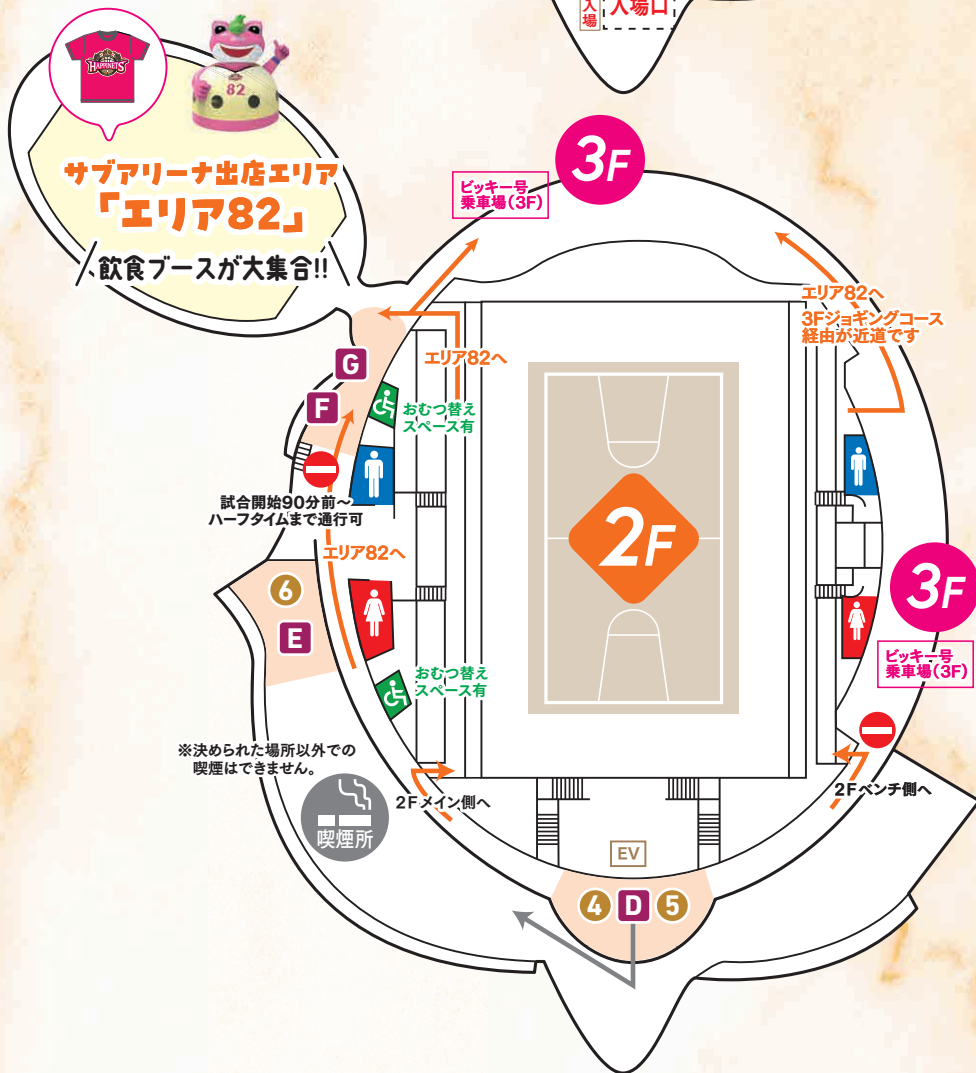 入場
入場口
HAPPINETS
82
サブアリーナ出店エリア
「エリア82」
飲食ブースが大集合!!
3F
ビッキー号
乗車場(3F)
エリア82へ
3Fジョギングコース
経由が近道です
エリア82へ
G
F
おむつ替え
スペース有
試合開始90分前～
ハーフタイムまで通行可
エリア82へ
2F
6
E
3F
ビッキー号
乗車場(3F)
おむつ替え
スペース有
※決められた場所以外での
喫煙はできません。
喫煙所
2Fメイン側へ
2Fベンチ側へ
EV
4 D 5